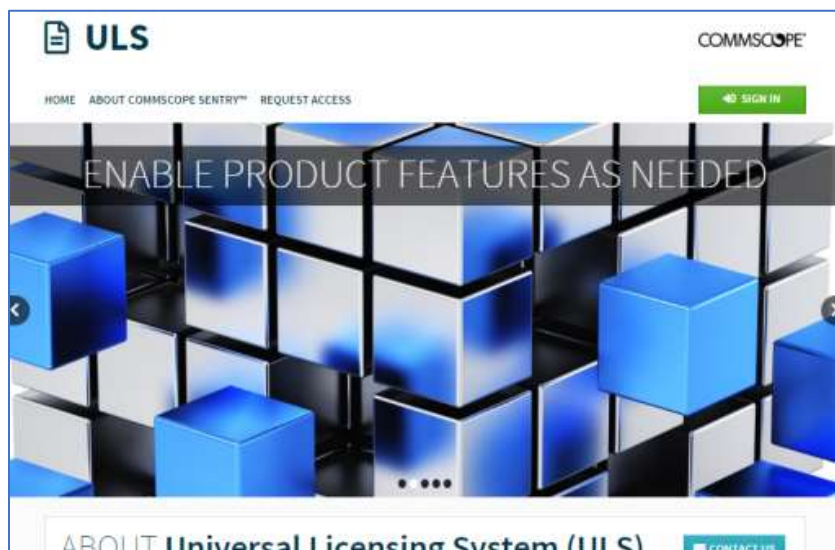 ULS
COMMSCOPE®
HOME ABOUT COMMSCOPE SENTRY™ REQUEST ACCESS
SIGN IN
ENABLE PRODUCT FEATURES AS NEEDED
ABOUT Universal Licensing System (ULS)
CONTACT US